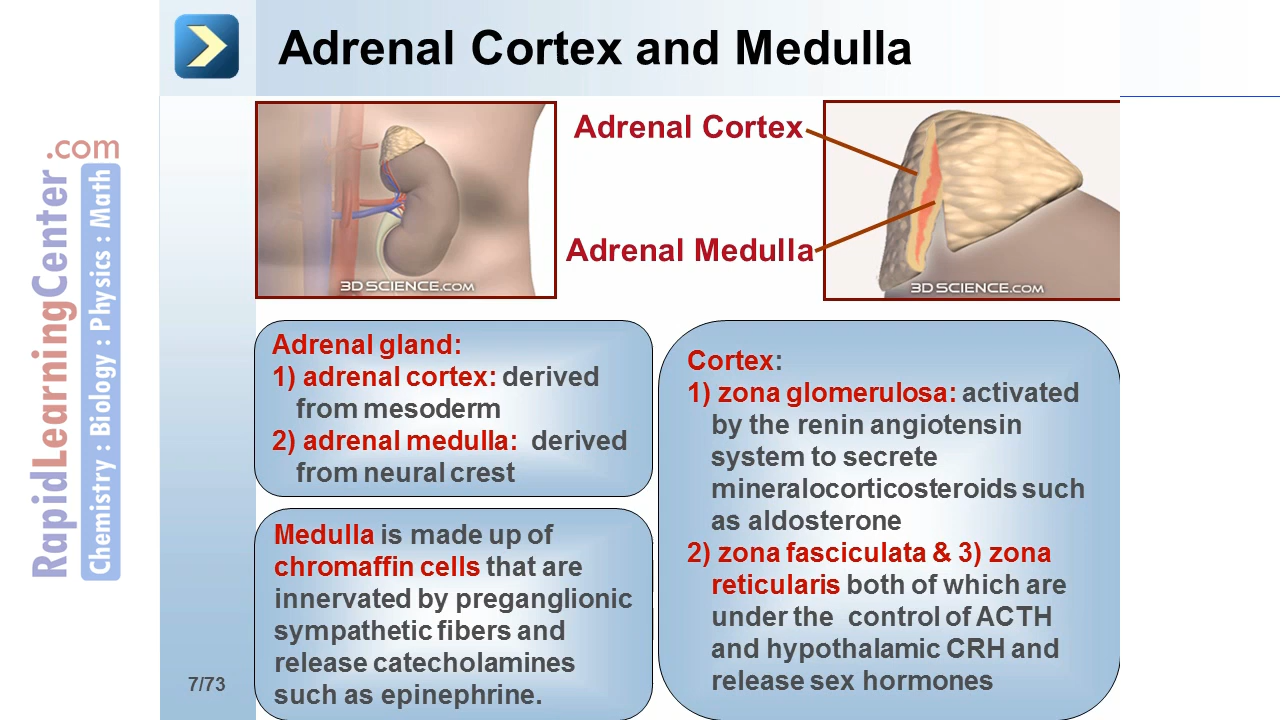 Adrenal Cortex and Medulla
.com
RapidLearningCenter
Chemistry : Biology : Physics : Math
3DSCIENCE.COM
Adrenal Cortex
Adrenal Medulla
3DSCIENCE.COM
Adrenal gland:
1) adrenal cortex: derived
from mesoderm
2) adrenal medulla: derived
from neural crest
Medulla is made up of
chromaffin cells that are
innervated by preganglionic
sympathetic fibers and
release catecholamines
such as epinephrine.
Cortex:
1) zona glomerulosa: activated
by the renin angiotensin
system to secrete
mineralocorticosteroids such
as aldosterone
2) zona fasciculata & 3) zona
reticularis both of which are
under the control of ACTH
and hypothalamic CRH and
release sex hormones
7/73